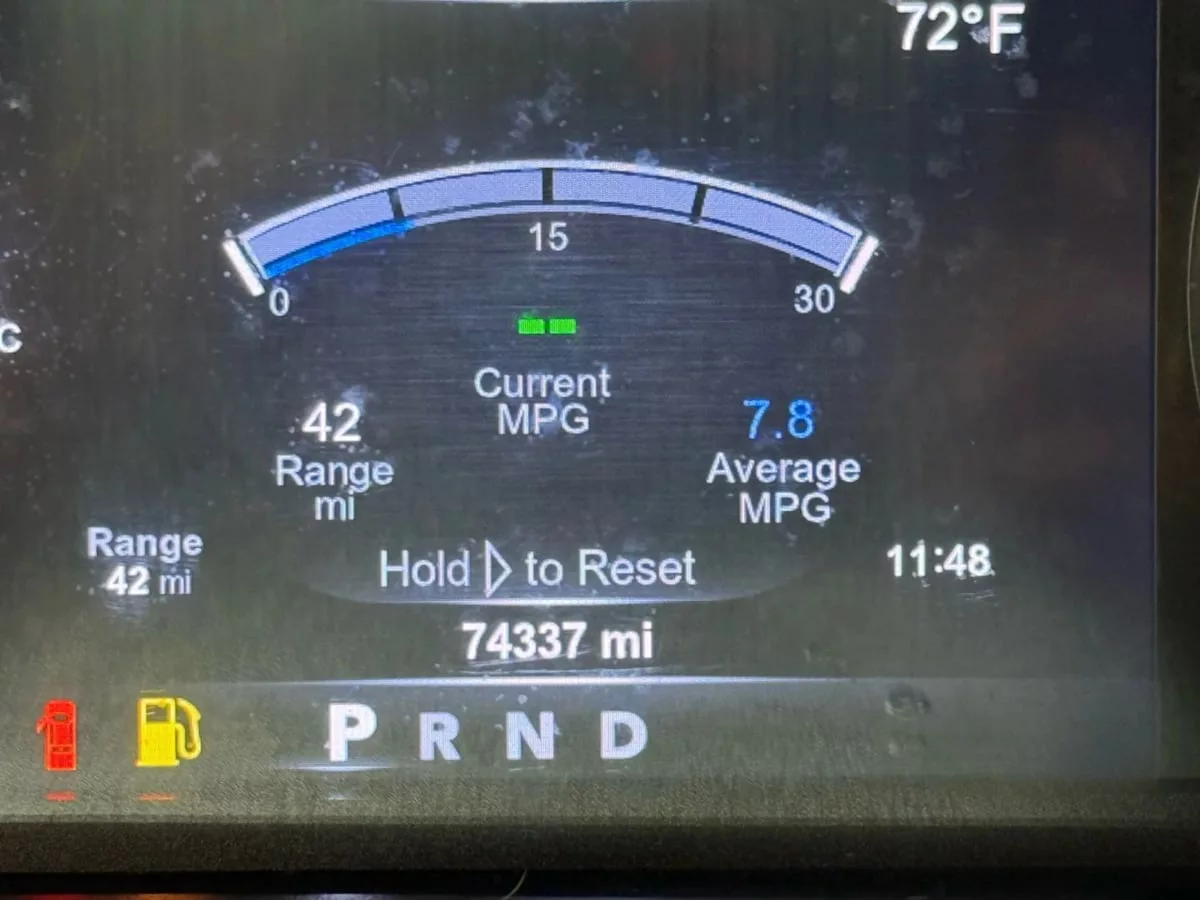 72°F
15
0
30
C
Current
MPG
42
Range
mi
7.8
Average
MPG
Range
42 mi
Hold ▷ to Reset
11:48
74337 mi
P R N D